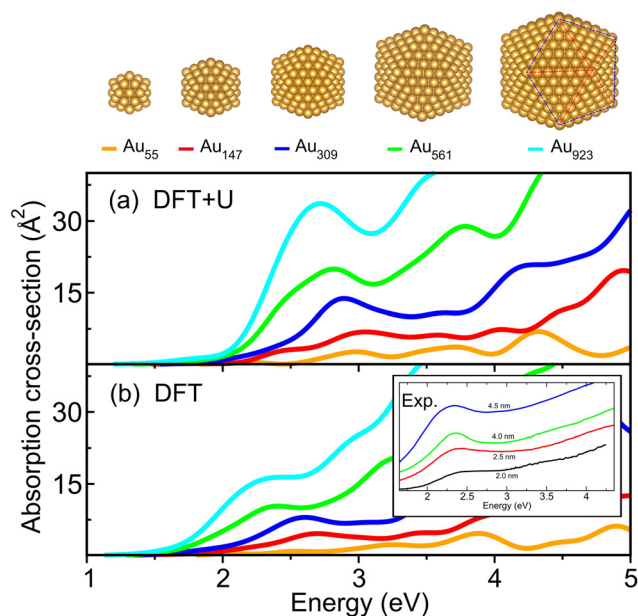 Au55 Au147 Au309 Au561 Au923
(a) DFT+U
30
15
(b) DFT
30
15
Absorption cross-section (Å²)
Exp.
4.5 nm
4.0 nm
2.5 nm
2.0 nm
2 2.5 3 3.5 4
Energy (eV)
1 2 3 4 5
Energy (eV)